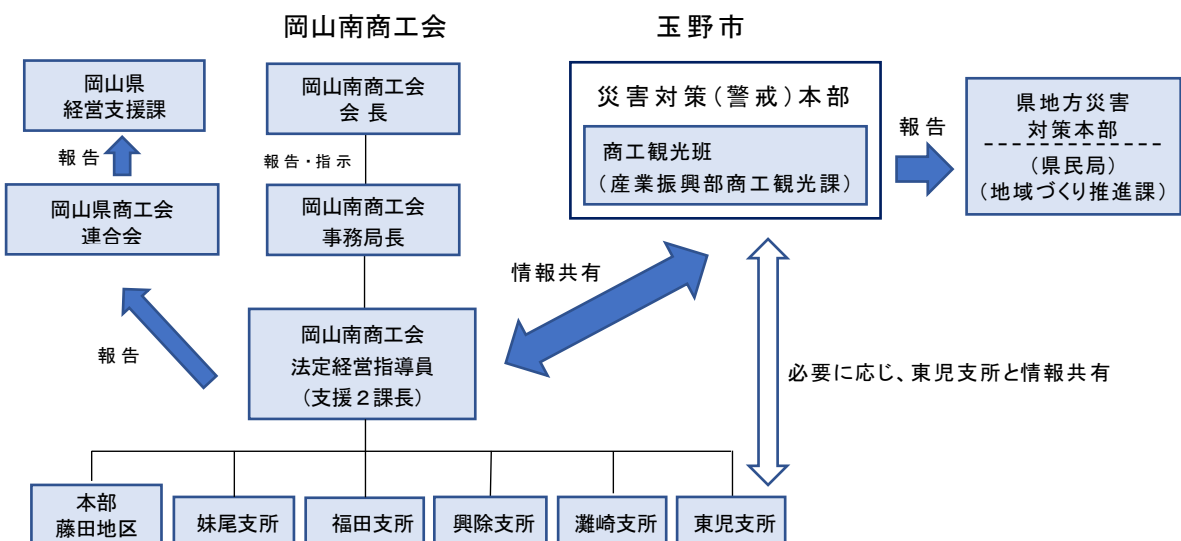 岡山南商工会
玉野市
岡山県
経営支援課
報告
岡山県商工会
連合会
報告
岡山南商工会
会長
報告・指示
岡山南商工会
事務局長
岡山南商工会
法定経営指導員
(支援2課長)
災害対策(警戒)本部
商工観光班
(産業振興部商工観光課)
報告
県地方災害
対策本部
(県民局)
(地域づくり推進課)
情報共有
必要に応じ、東児支所と情報共有
本部
藤田地区
妹尾支所
福田支所
興除支所
灘崎支所
東児支所